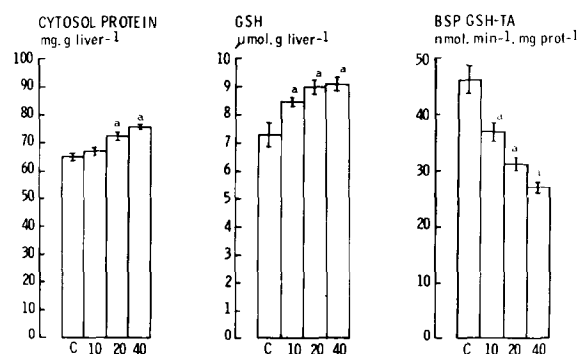 CYTOSOL PROTEIN
mg. g liver-1
100
90
80
70
60
50
40
30
20
10
0
a a
C 10 20 40
GSH
μmol. g liver-1
10
9
8
7
6
5
4
3
2
1
0
a a a
C 10 20 40
BSP GSH-TA
nmol. min-1. mg prot-1
50
40
30
20
10
0
a
a
C 10 20 40